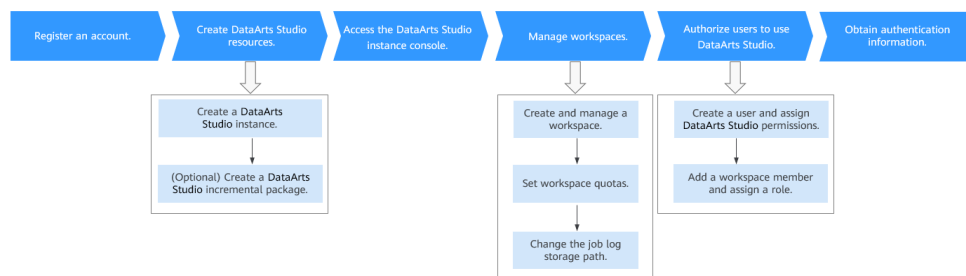 Register an account.
Create DataArts Studio
resources.
Access the DataArts Studio
instance console.
Manage workspaces.
Authorize users to use
DataArts Studio.
Obtain authentication
information.
Create a DataArts
Studio instance.
(Optional) Create a DataArts
Studio incremental package.
Create and manage a
workspace.
Set workspace quotas.
Change the job log
storage path.
Create a user and assign
DataArts Studio permissions.
Add a workspace member
and assign a role.